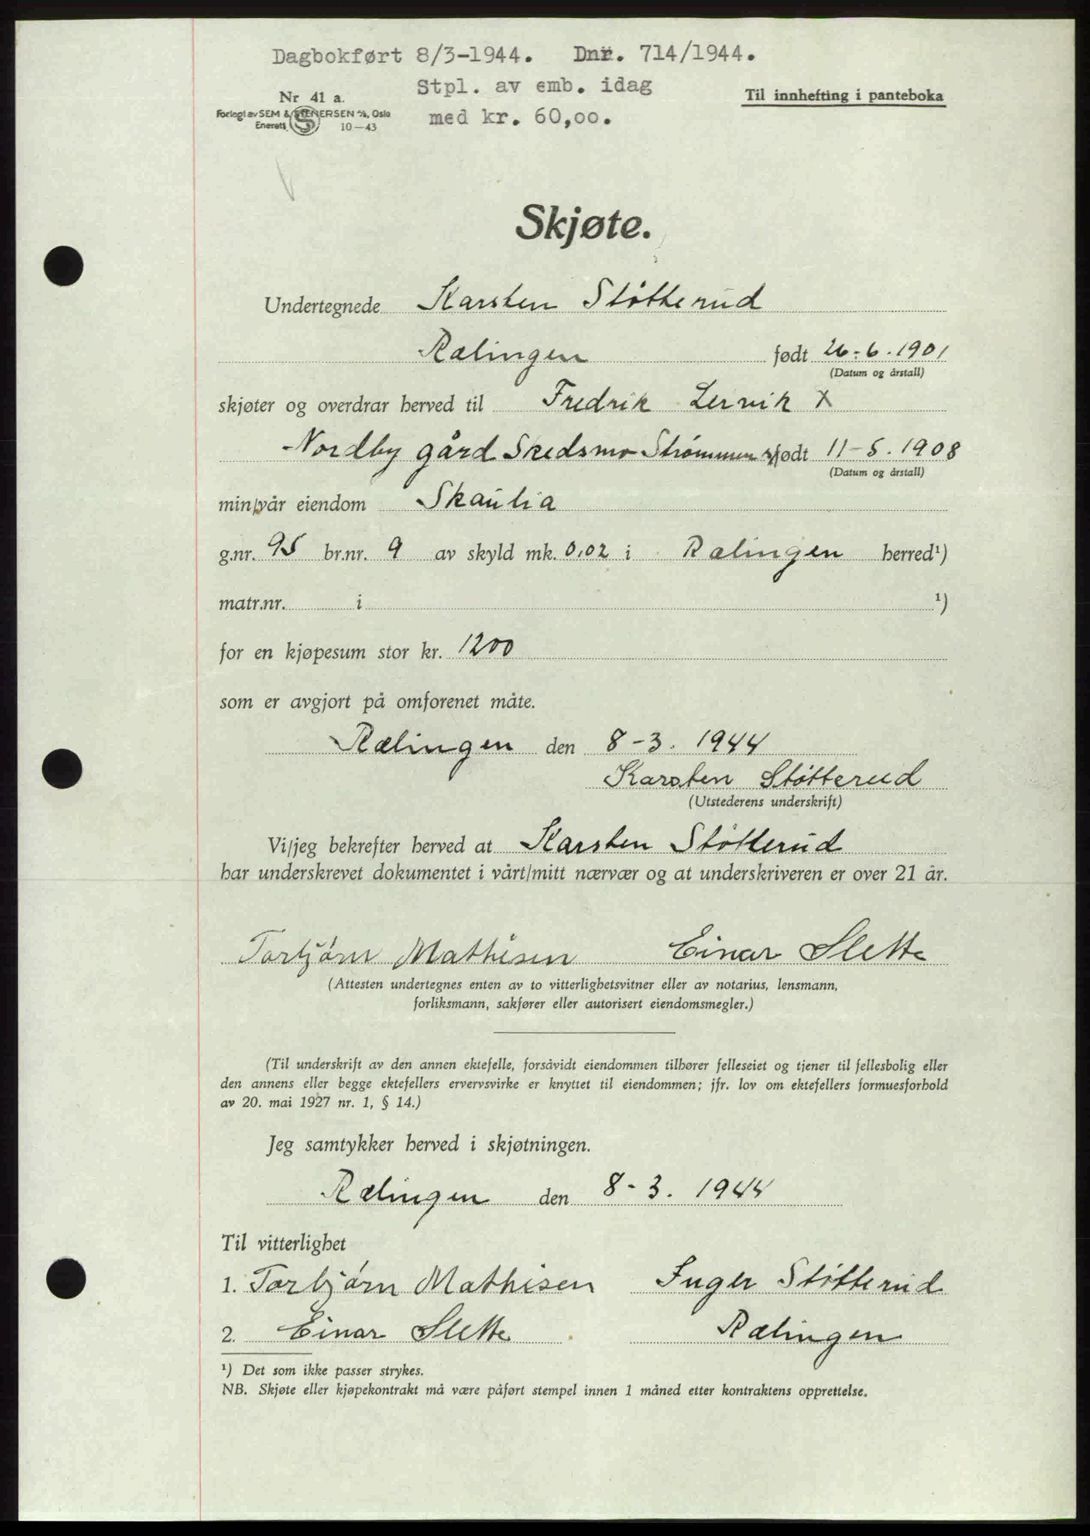 Dagbokført 8/3-1944. Dnr. 714/1944.
Stpl. av emb. idag
med kr. 60,oo.
Nr 41 a.
Forlagt av SEM & STENERSEN A/S, Oslo
Enerett 10—43
Til innhefting i panteboka
Skjøte.
Undertegnede Karsten Støtterud
Rælingen født 26-6.1901
(Datum og årstall)
skjøter og overdrar herved til Fredrik Lervik x
Nordby gård Skedsmo Strømmen født 11-5.1908
(Datum og årstall)
min/vår eiendom Skaulia
g.nr. 95 br.nr. 9 av skyld mk. 0,02 i Rælingen herred¹)
matr.nr. i ¹)
for en kjøpesum stor kr. 1200
som er avgjort på omforenet måte.
Rælingen den 8-3. 1944
Karsten Støtterud
(Utstederens underskrift)
Vi/jeg bekrefter herved at Karsten Støtterud
har underskrevet dokumentet i vårt/mitt nærvær og at underskriveren er over 21 år.
Torbjørn Mathisen Einar Slette
(Attesten undertegnes enten av to vitterlighetsvitner eller av notarius, lensmann,
forliksmann, sakfører eller autorisert eiendomsmegler.)
(Til underskrift av den annen ektefelle, forsåvidt eiendommen tilhører felleseiet og tjener til fellesbolig eller
den annens eller begge ektefellers ervervsvirke er knyttet til eiendommen; jfr. lov om ektefellers formuesforhold
av 20. mai 1927 nr. 1, § 14.)
Jeg samtykker herved i skjøtningen.
Rælingen den 8-3. 1944
Til vitterlighet
1. Torbjørn Mathisen Inger Støtterud
2. Einar Slette Rælingen
¹) Det som ikke passer strykes.
NB. Skjøte eller kjøpekontrakt må være påført stempel innen 1 måned etter kontraktens opprettelse.